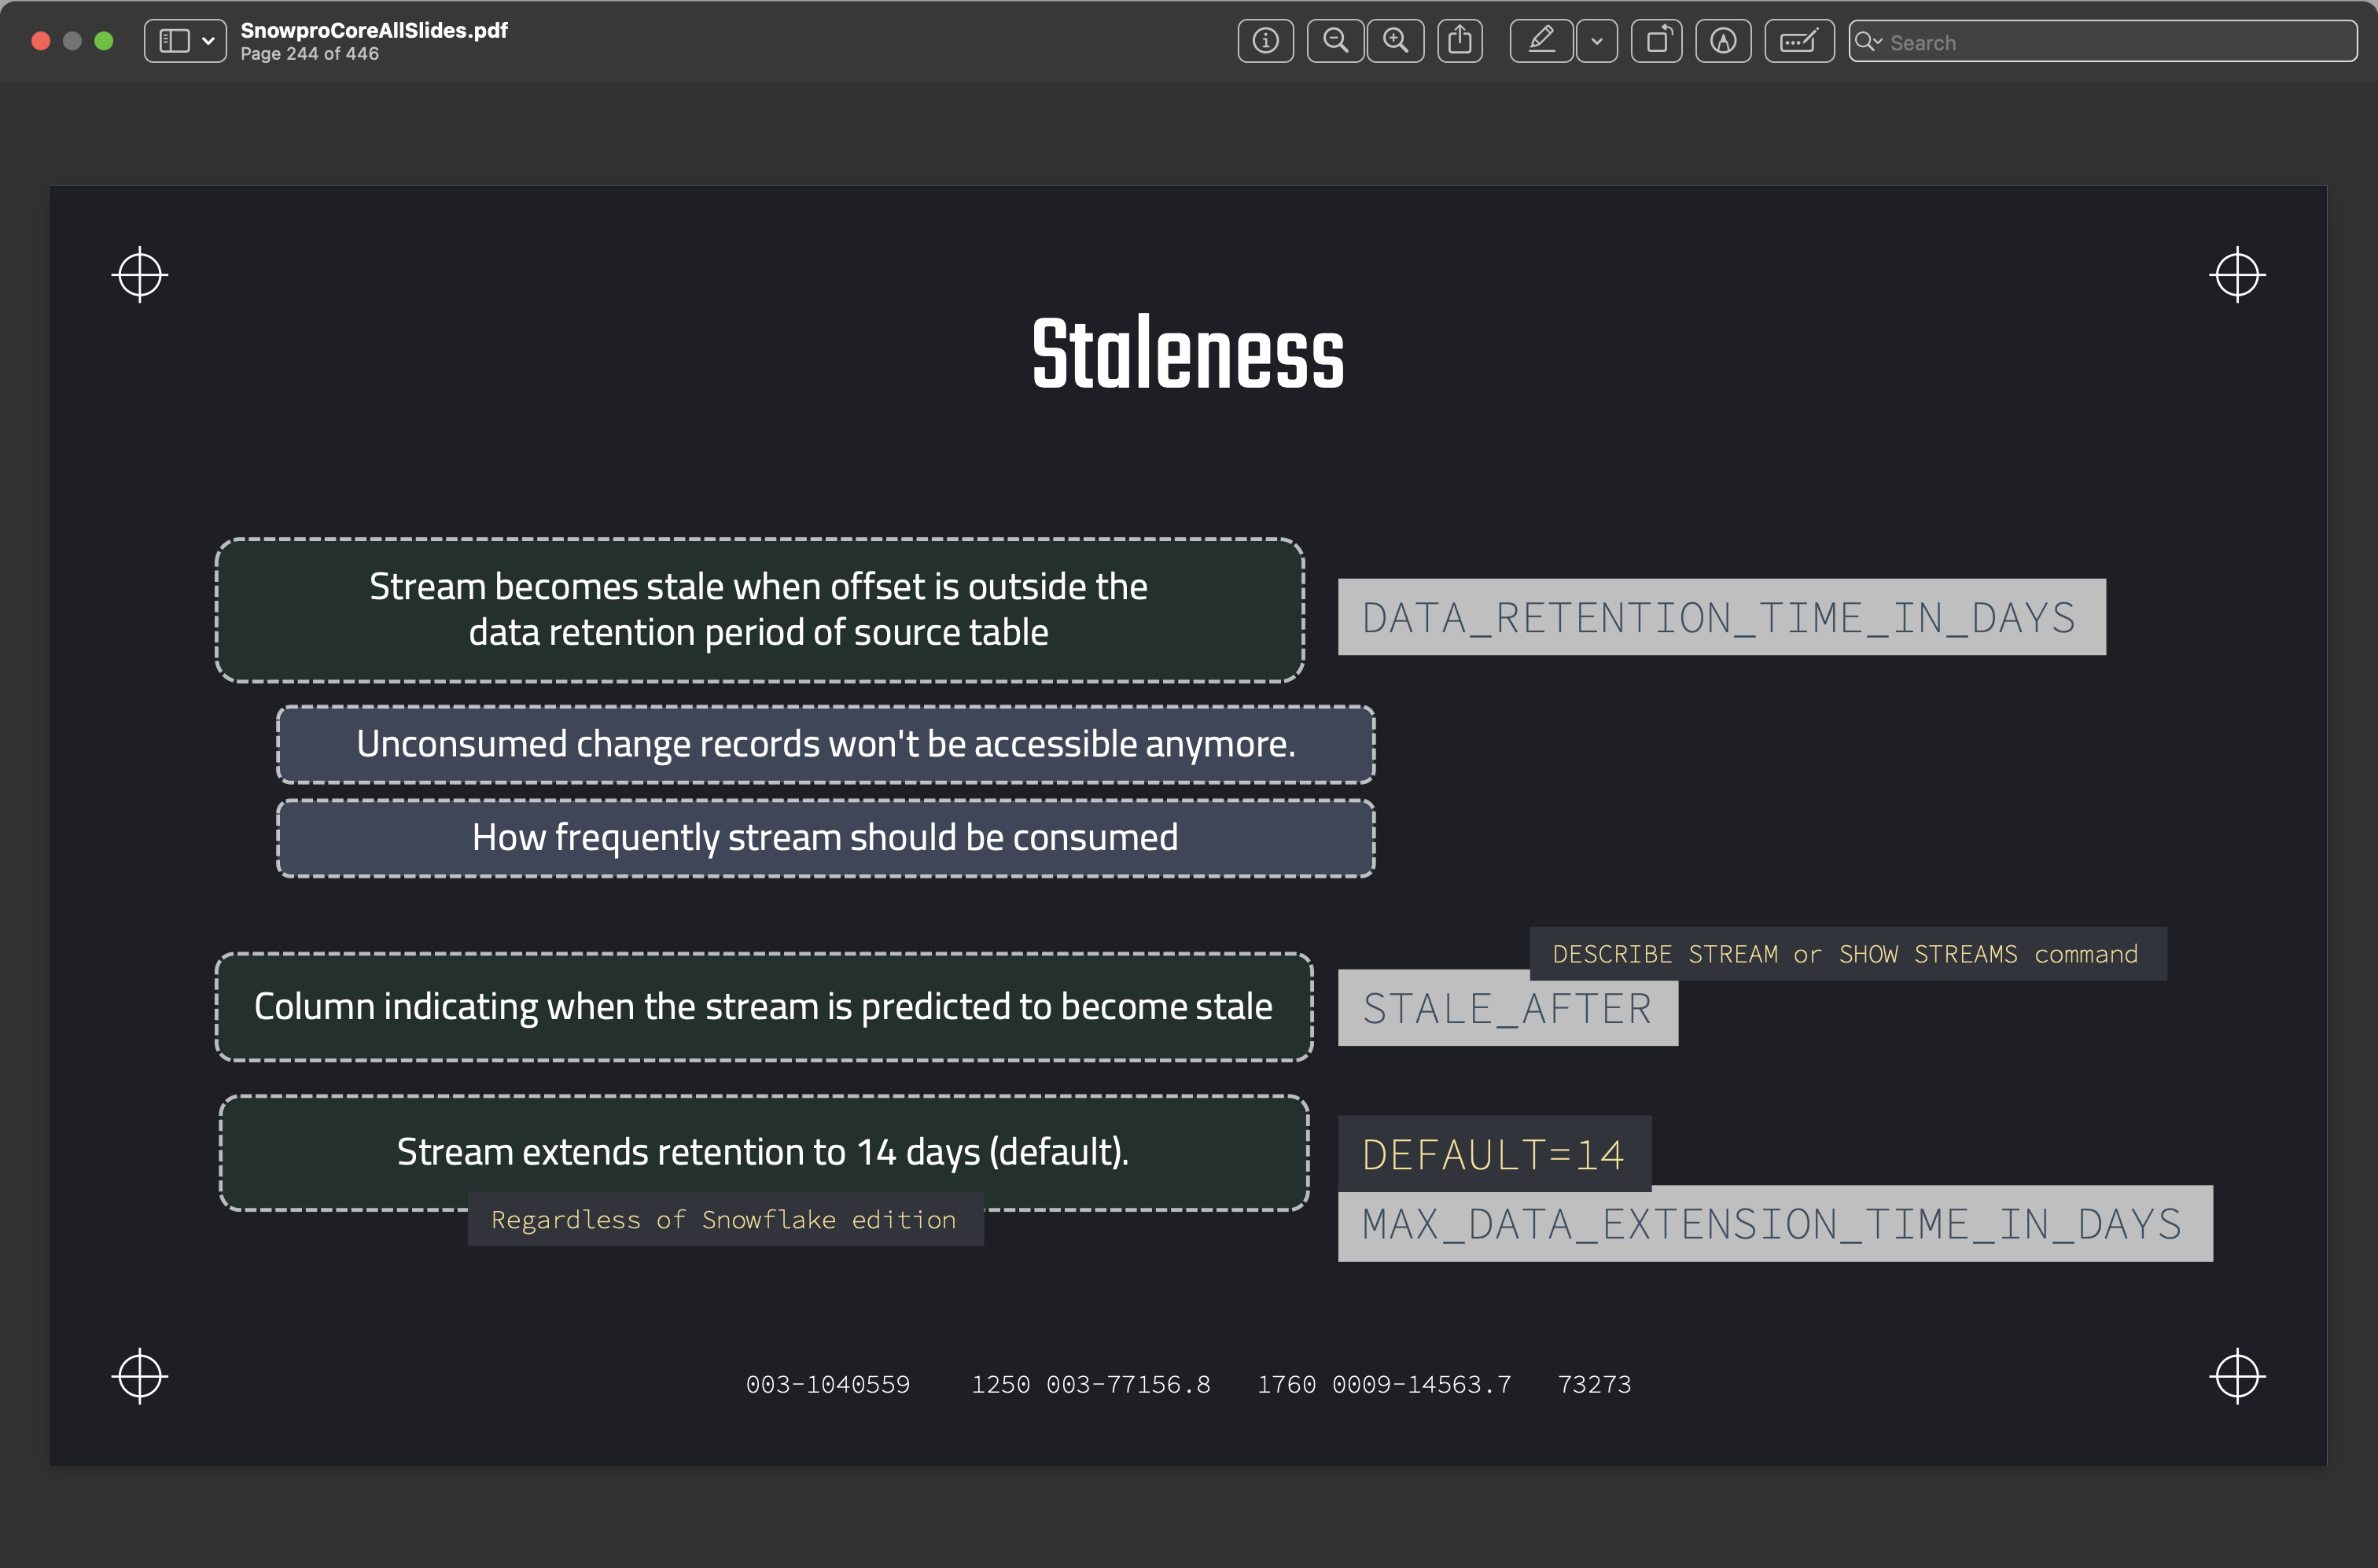 SnowproCoreAllSlides.pdf
Page 244 of 446
Search
Staleness
Stream becomes stale when offset is outside the
data retention period of source table
DATA_RETENTION_TIME_IN_DAYS
Unconsumed change records won't be accessible anymore.
How frequently stream should be consumed
DESCRIBE STREAM or SHOW STREAMS command
Column indicating when the stream is predicted to become stale
STALE_AFTER
Stream extends retention to 14 days (default).
DEFAULT=14
Regardless of Snowflake edition
MAX_DATA_EXTENSION_TIME_IN_DAYS
003-1040559 1250 003-77156.8 1760 0009-14563.7 73273